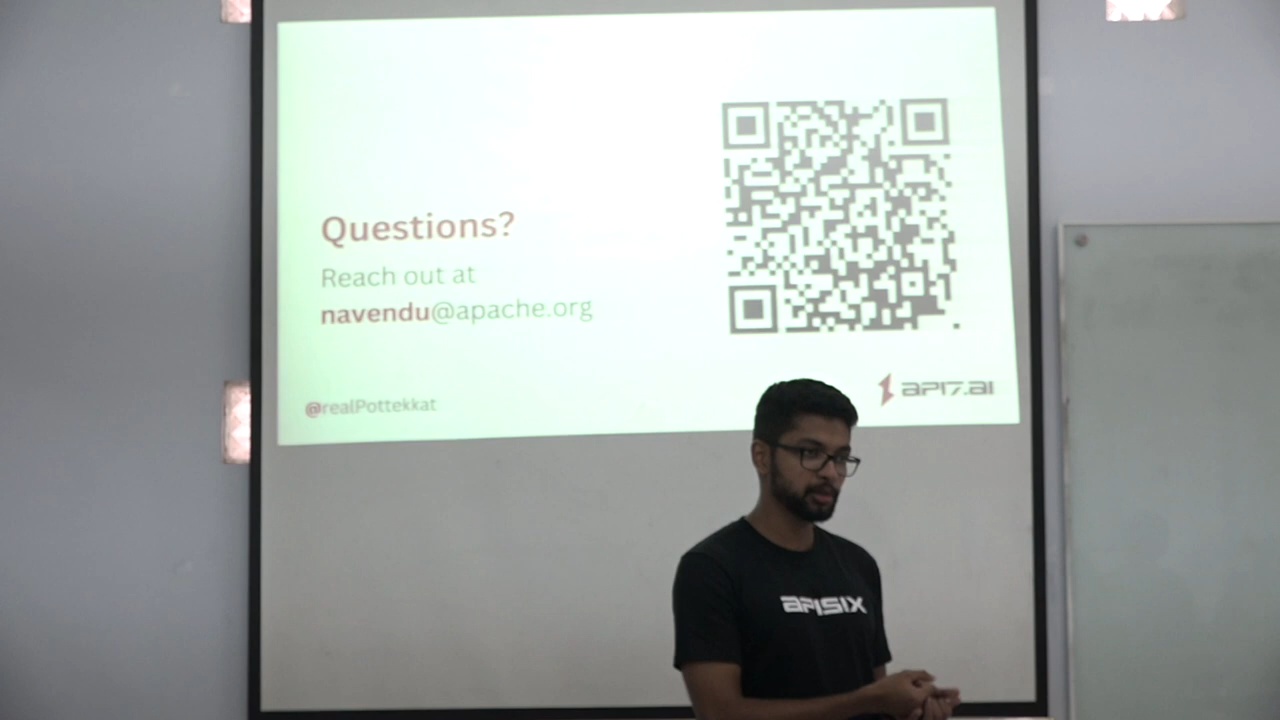 Questions?
Reach out at
navendu@apache.org
@realPottekkat
API7.ai
APISIX